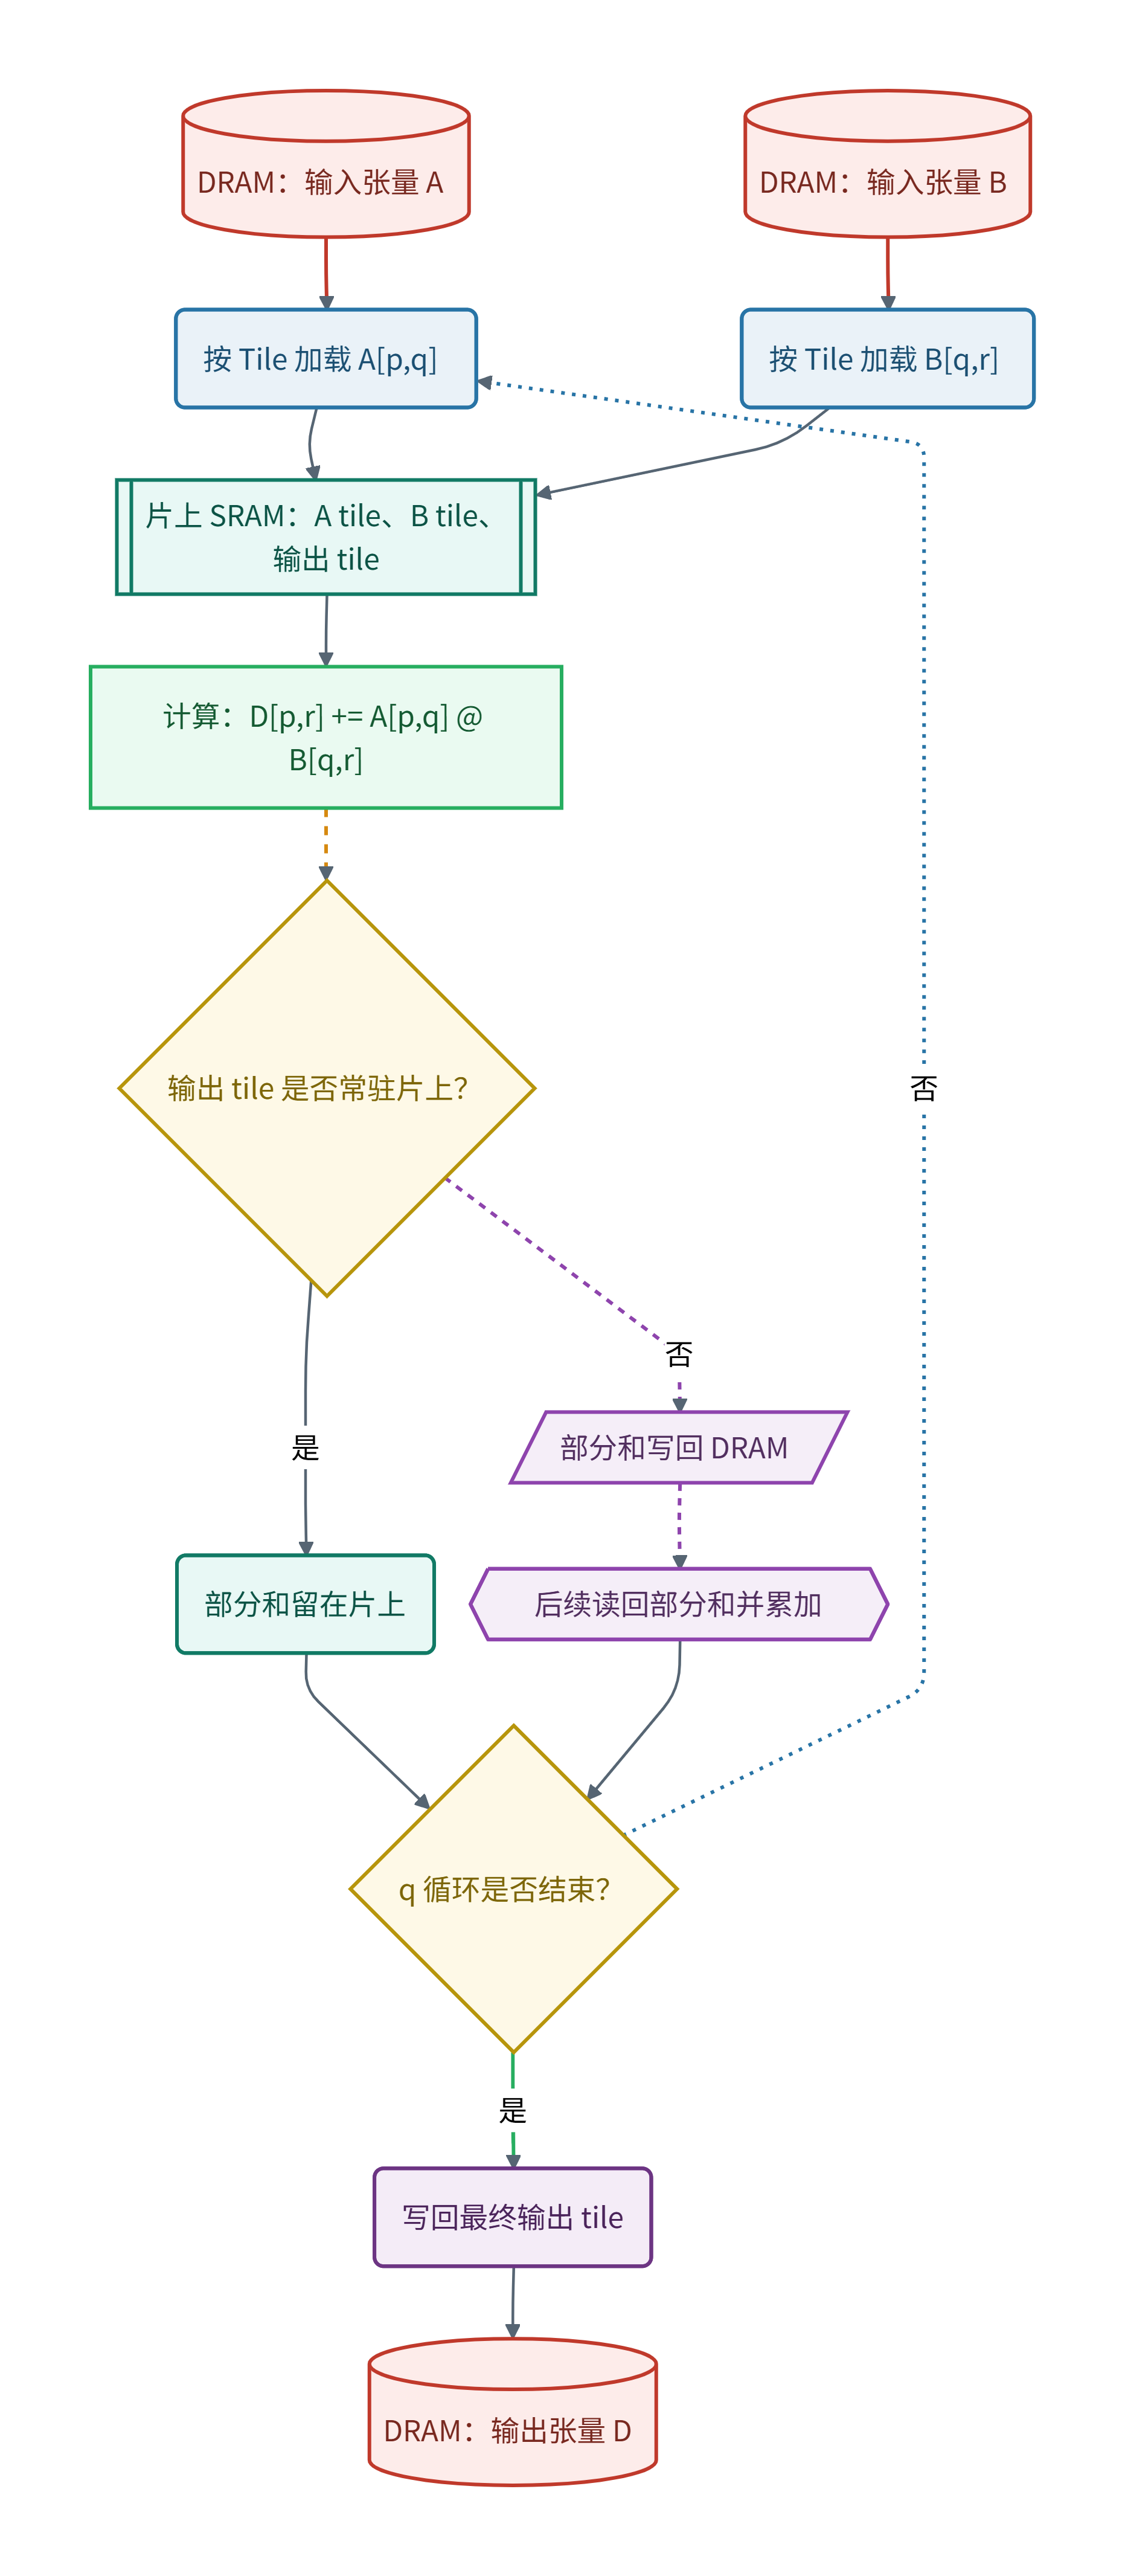 DRAM：输入张量 A
DRAM：输入张量 B
按 Tile 加载 A[p,q]
按 Tile 加载 B[q,r]
片上 SRAM：A tile、B tile、
输出 tile
计算：D[p,r] += A[p,q] @
B[q,r]
输出 tile 是否常驻片上？
否
否
是
部分和写回 DRAM
部分和留在片上
后续读回部分和并累加
q 循环是否结束？
是
写回最终输出 tile
DRAM：输出张量 D